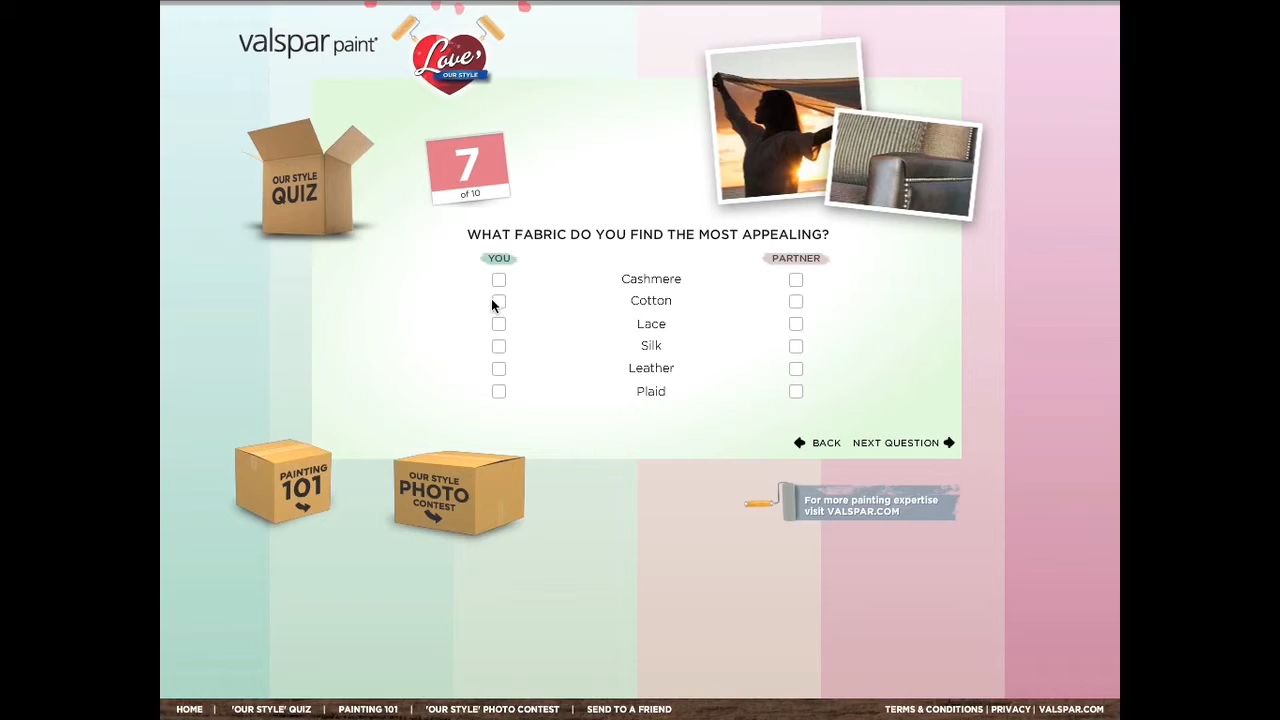 valspar paint
Love,
OUR STYLE
OUR STYLE
QUIZ
7
of 10
WHAT FABRIC DO YOU FIND THE MOST APPEALING?
YOU
PARTNER
Cashmere
Cotton
Lace
Silk
Leather
Plaid
BACK NEXT QUESTION
PAINTING
101
OUR STYLE
PHOTO
CONTEST
For more painting expertise
visit VALSPAR.COM
HOME | 'OUR STYLE' QUIZ | PAINTING 101 | 'OUR STYLE' PHOTO CONTEST | SEND TO A FRIEND TERMS & CONDITIONS | PRIVACY | VALSPAR.COM